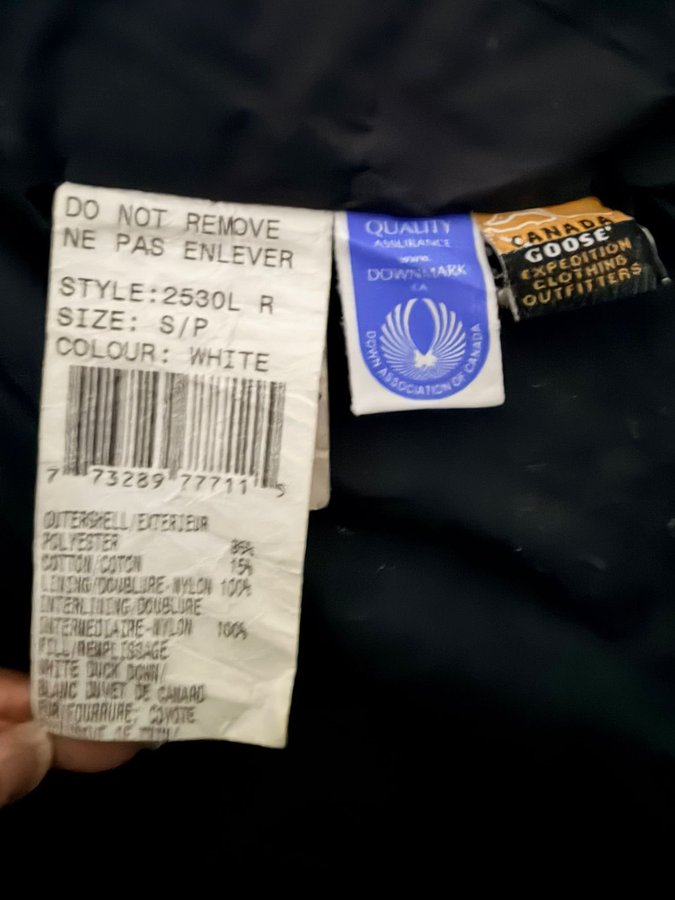 DO NOT REMOVE
NE PAS ENLEVER
STYLE:2530L R
SIZE: S/P
COLOUR: WHITE
7 73289 77711 5
OUTERSHELL/EXTERIEUR
POLYESTER 85%
COTTON/COTON 15%
LINING/DOUBLURE-NYLON 100%
INTERLINING/DOUBLURE
INTERMEDIAIRE-NYLON 100%
FILL/REMPLISSAGE
WHITE DUCK DOWN/
BLANC DUVET DE CANARD
FUR/FOURRURE: COYOTE
QUALITY
ASSURANCE
www.
DOWNMARK
.CA
DOWN ASSOCIATION OF CANADA
CANADA
GOOSE
EXPEDITION
CLOTHING
OUTFITTERS